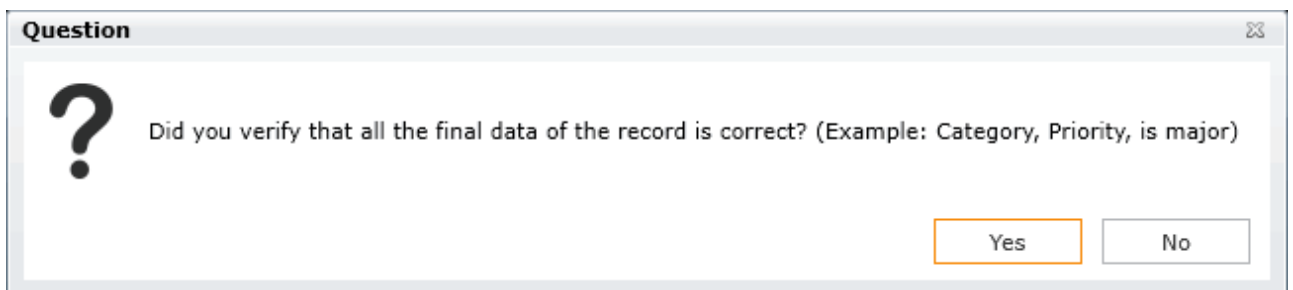 Question
Did you verify that all the final data of the record is correct? (Example: Category, Priority, is major)
Yes
No